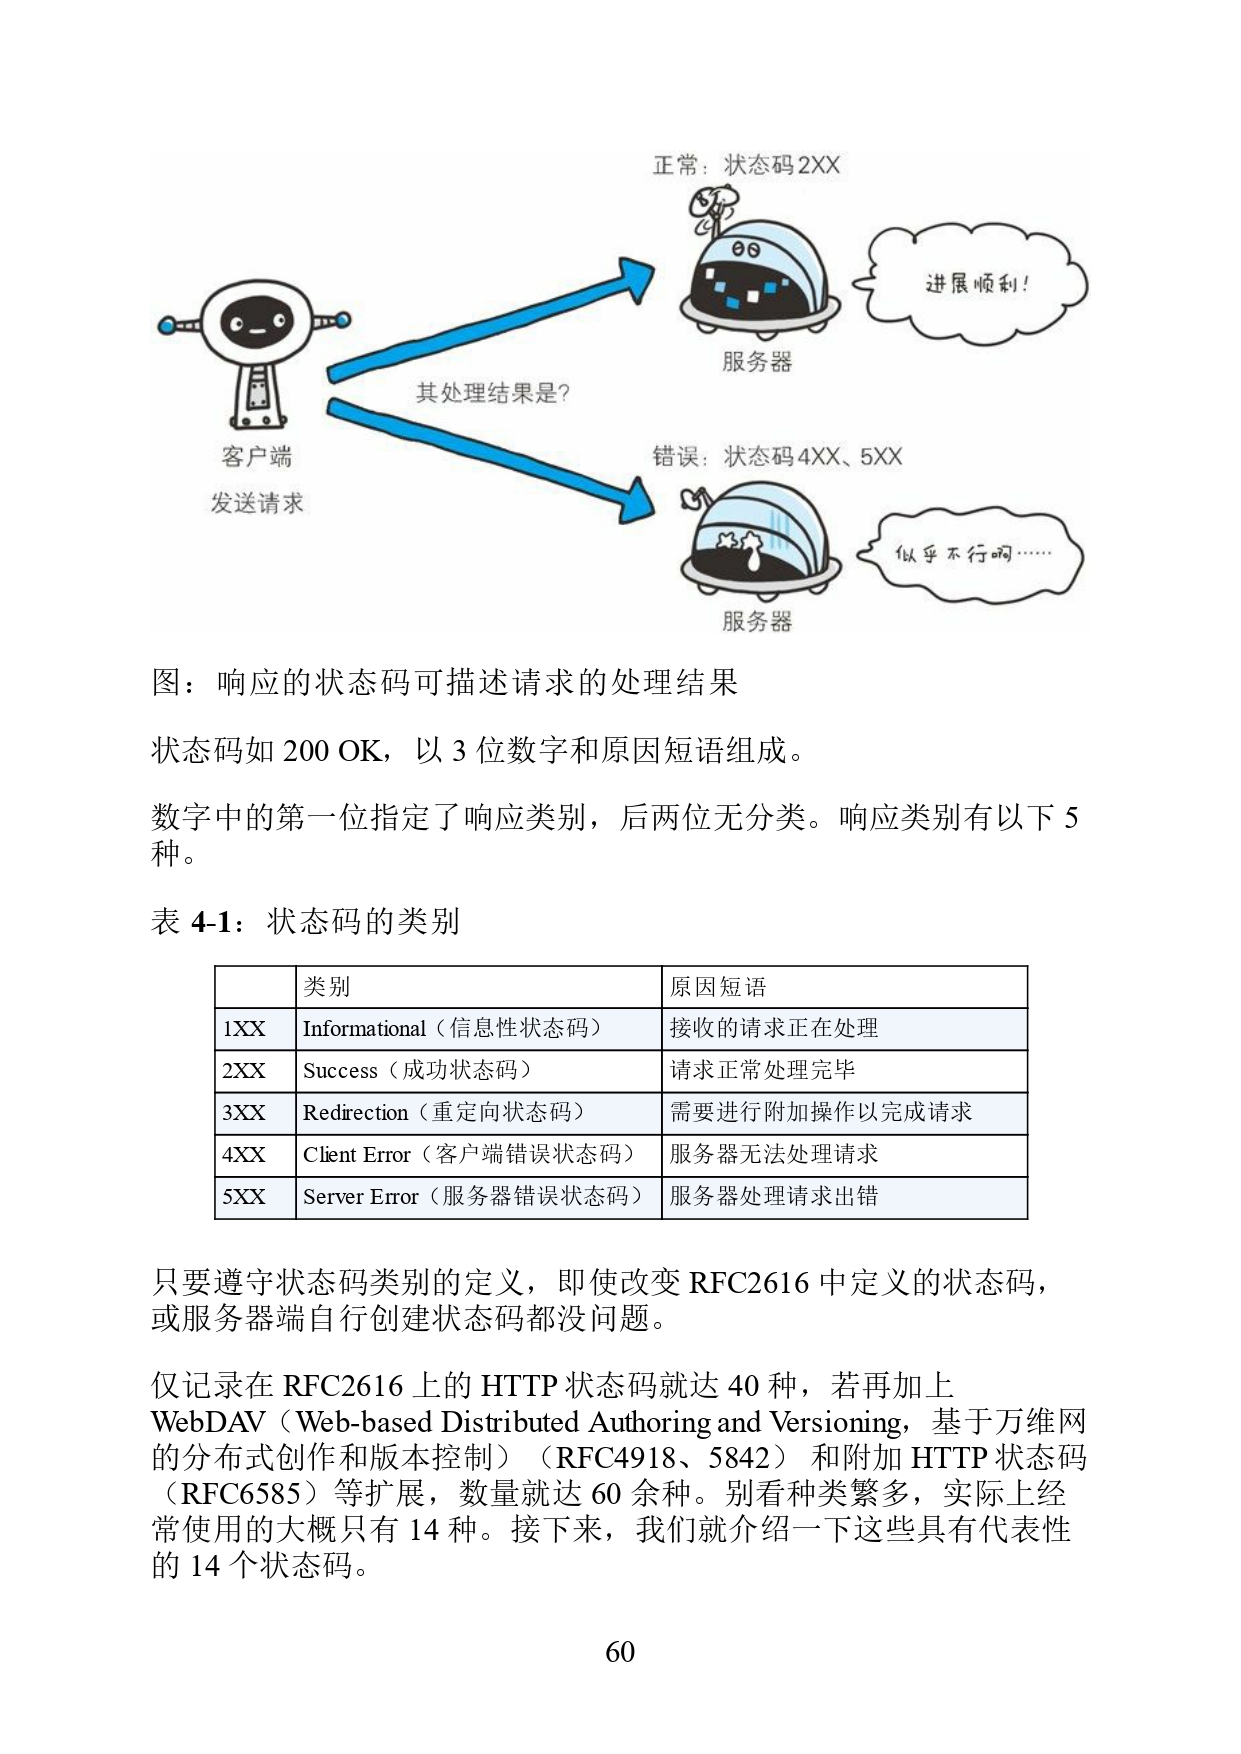 正常：状态码2XX
进展顺利！
服务器
其处理结果是？
客户端
发送请求
错误：状态码4XX、5XX
似乎不行啊……
服务器
图：响应的状态码可描述请求的处理结果
状态码如 200 OK，以 3 位数字和原因短语组成。
数字中的第一位指定了响应类别，后两位无分类。响应类别有以下 5
种。
表 4-1：状态码的类别
类别 原因短语
1XX Informational（信息性状态码） 接收的请求正在处理
2XX Success（成功状态码） 请求正常处理完毕
3XX Redirection（重定向状态码） 需要进行附加操作以完成请求
4XX Client Error（客户端错误状态码） 服务器无法处理请求
5XX Server Error（服务器错误状态码） 服务器处理请求出错
只要遵守状态码类别的定义，即使改变 RFC2616 中定义的状态码，
或服务器端自行创建状态码都没问题。
仅记录在 RFC2616 上的 HTTP 状态码就达 40 种，若再加上
WebDAV（Web-based Distributed Authoring and Versioning，基于万维网
的分布式创作和版本控制）（RFC4918、5842） 和附加 HTTP 状态码
（RFC6585）等扩展，数量就达 60 余种。别看种类繁多，实际上经
常使用的大概只有 14 种。接下来，我们就介绍一下这些具有代表性
的 14 个状态码。
60